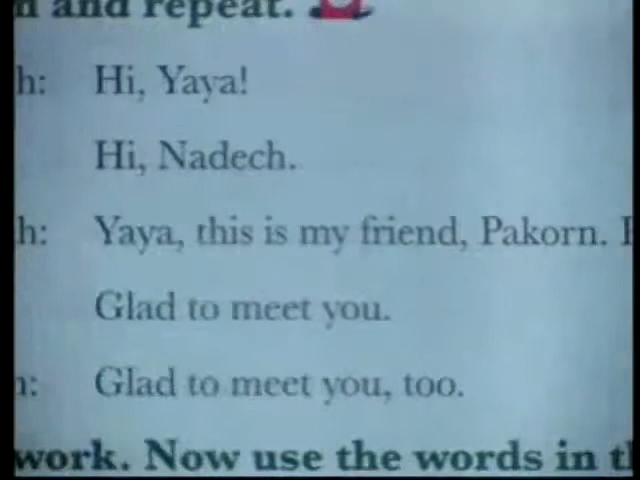 and repeat.
h: Hi, Yaya!
Hi, Nadech.
h: Yaya, this is my friend, Pakorn.
Glad to meet you.
Glad to meet you, too.
work. Now use the words in